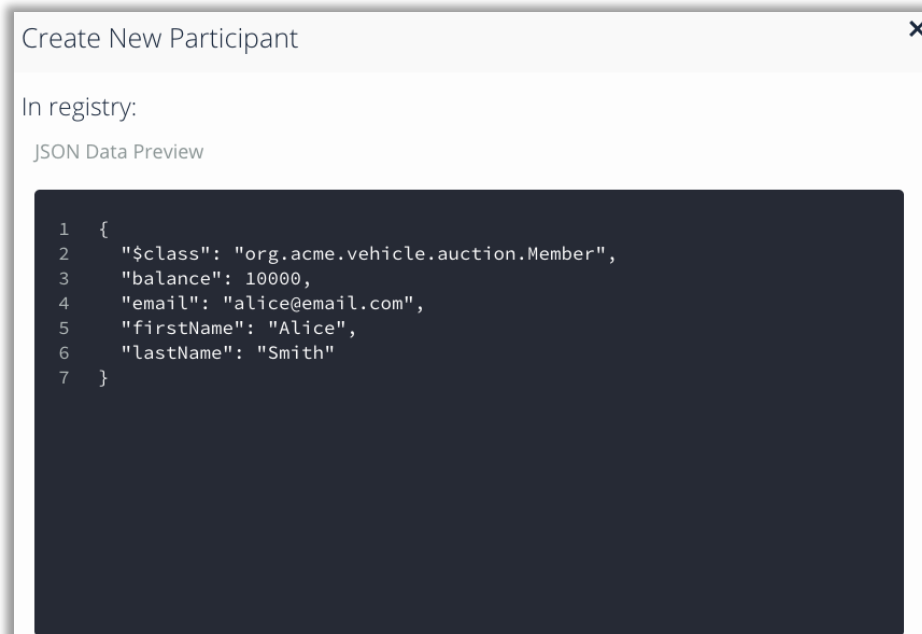 Create New Participant
In registry:
JSON Data Preview
1 {
2 "$class": "org.acme.vehicle.auction.Member",
3 "balance": 10000,
4 "email": "alice@email.com",
5 "firstName": "Alice",
6 "lastName": "Smith"
7 }